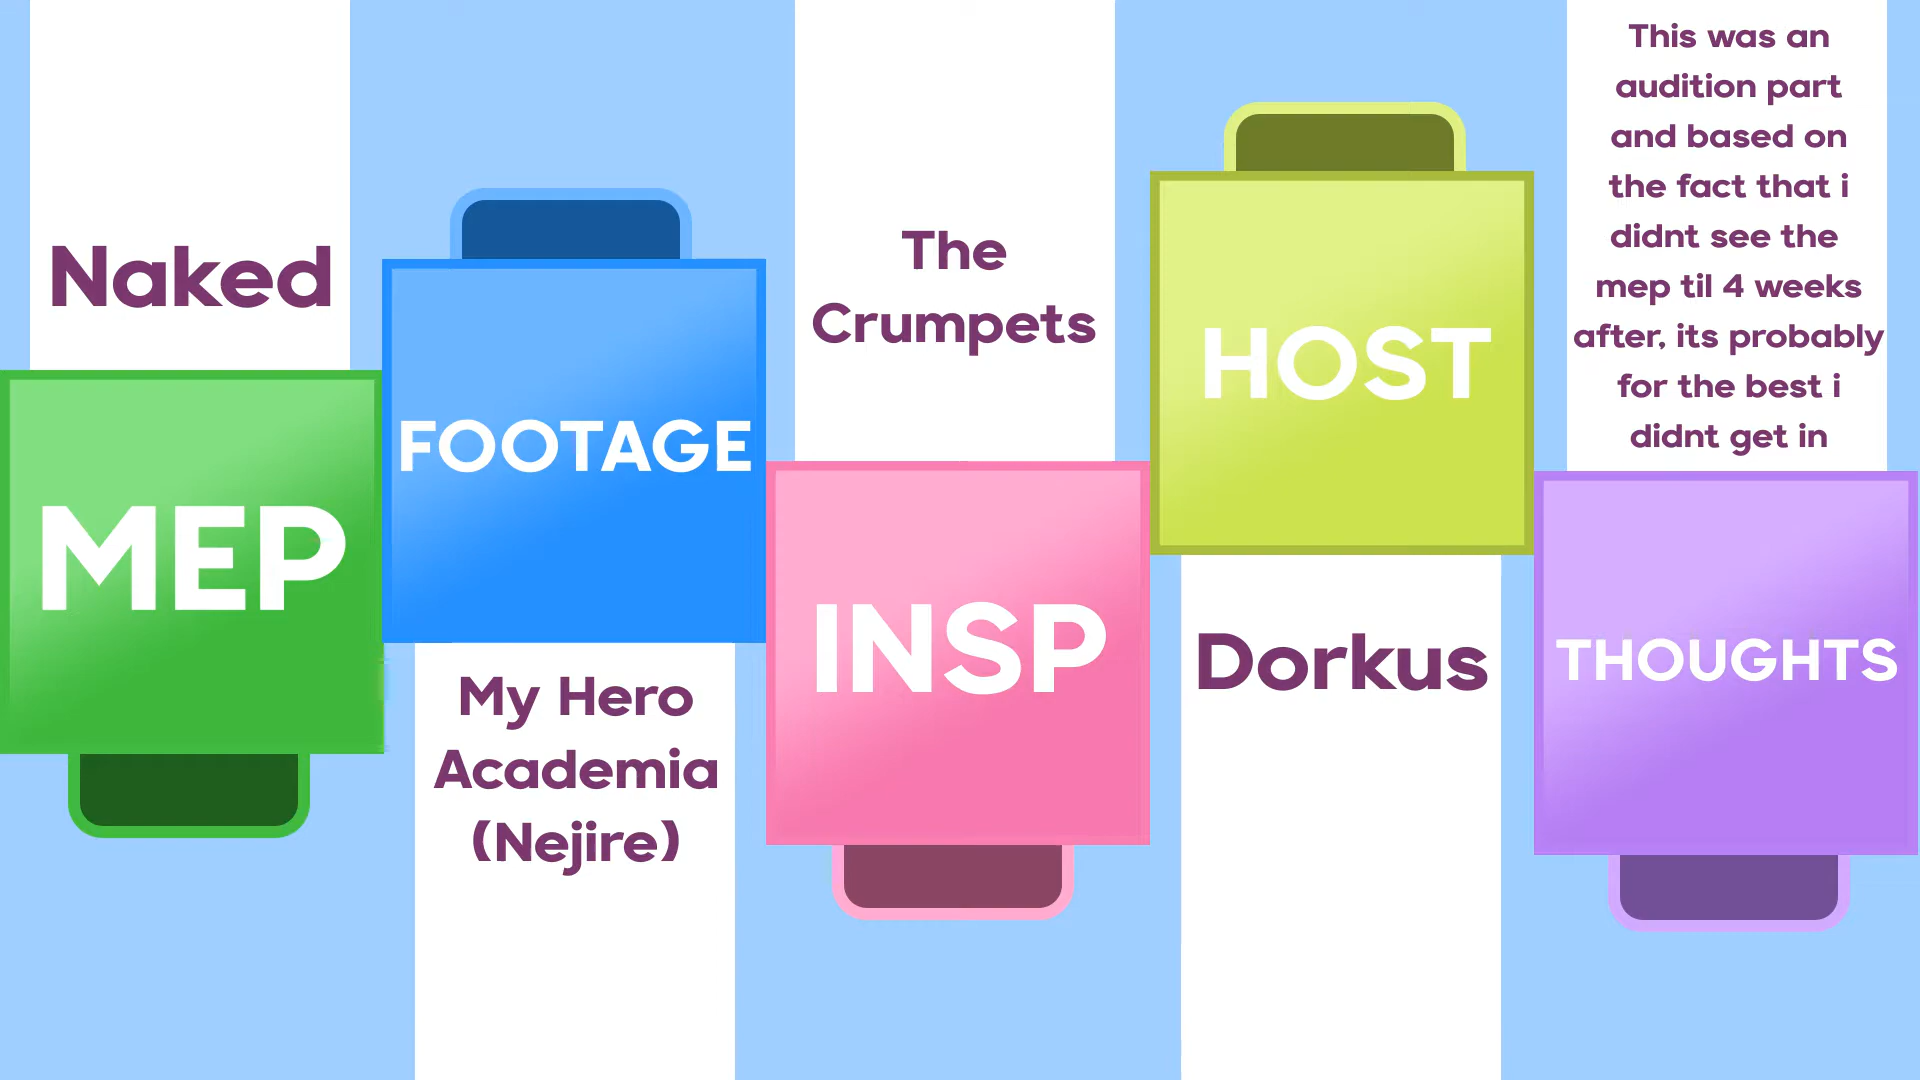 Naked
MEP
FOOTAGE
My Hero
Academia
(Nejire)
The
Crumpets
INSP
HOST
Dorkus
This was an
audition part
and based on
the fact that i
didnt see the
mep til 4 weeks
after, its probably
for the best i
didnt get in
THOUGHTS